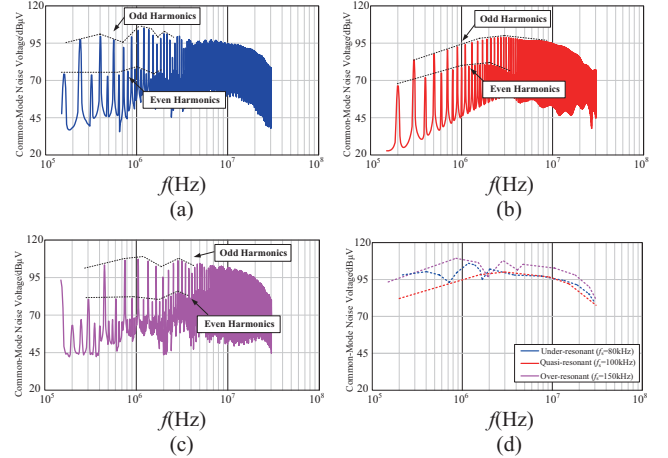 Common-Mode Noise Voltage/dBμV
120
95
70
45
20
Odd Harmonics
Even Harmonics
10⁵
10⁶
10⁷
10⁸
f(Hz)
(a)
Common-Mode Noise Voltage/dBμV
120
95
70
45
20
Odd Harmonics
Even Harmonics
10⁵
10⁶
10⁷
10⁸
f(Hz)
(b)
Common-Mode Noise Voltage/dBμV
120
95
70
45
20
Odd Harmonics
Even Harmonics
10⁵
10⁶
10⁷
10⁸
f(Hz)
(c)
Common-Mode Noise Voltage/dBμV
120
95
70
45
20
Under-resonant (fₛ=80kHz)
Quasi-resonant (fₛ=100kHz)
Over-resonant (fₛ=150kHz)
10⁵
10⁶
10⁷
10⁸
f(Hz)
(d)